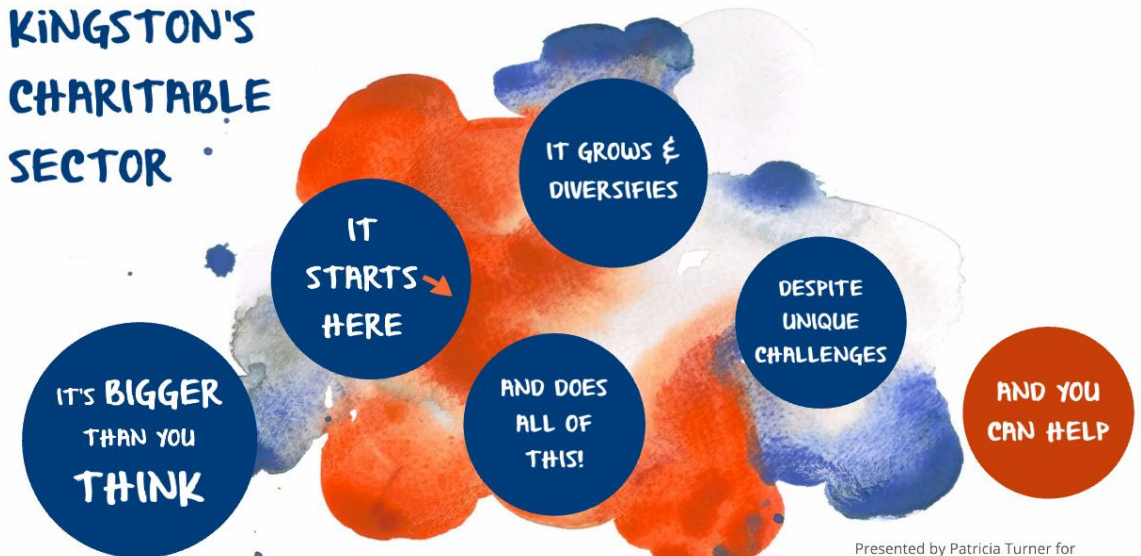 KiNGSTON'S
CHARITABLE
SECTOR
IT'S BIGGER
THAN YOU
THINK
IT
STARTS
HERE
IT GROWS &
DIVERSIFIES
AND DOES
ALL OF
THIS!
DESPITE
UNIQUE
CHALLENGES
AND YOU
CAN HELP
Presented by Patricia Turner for